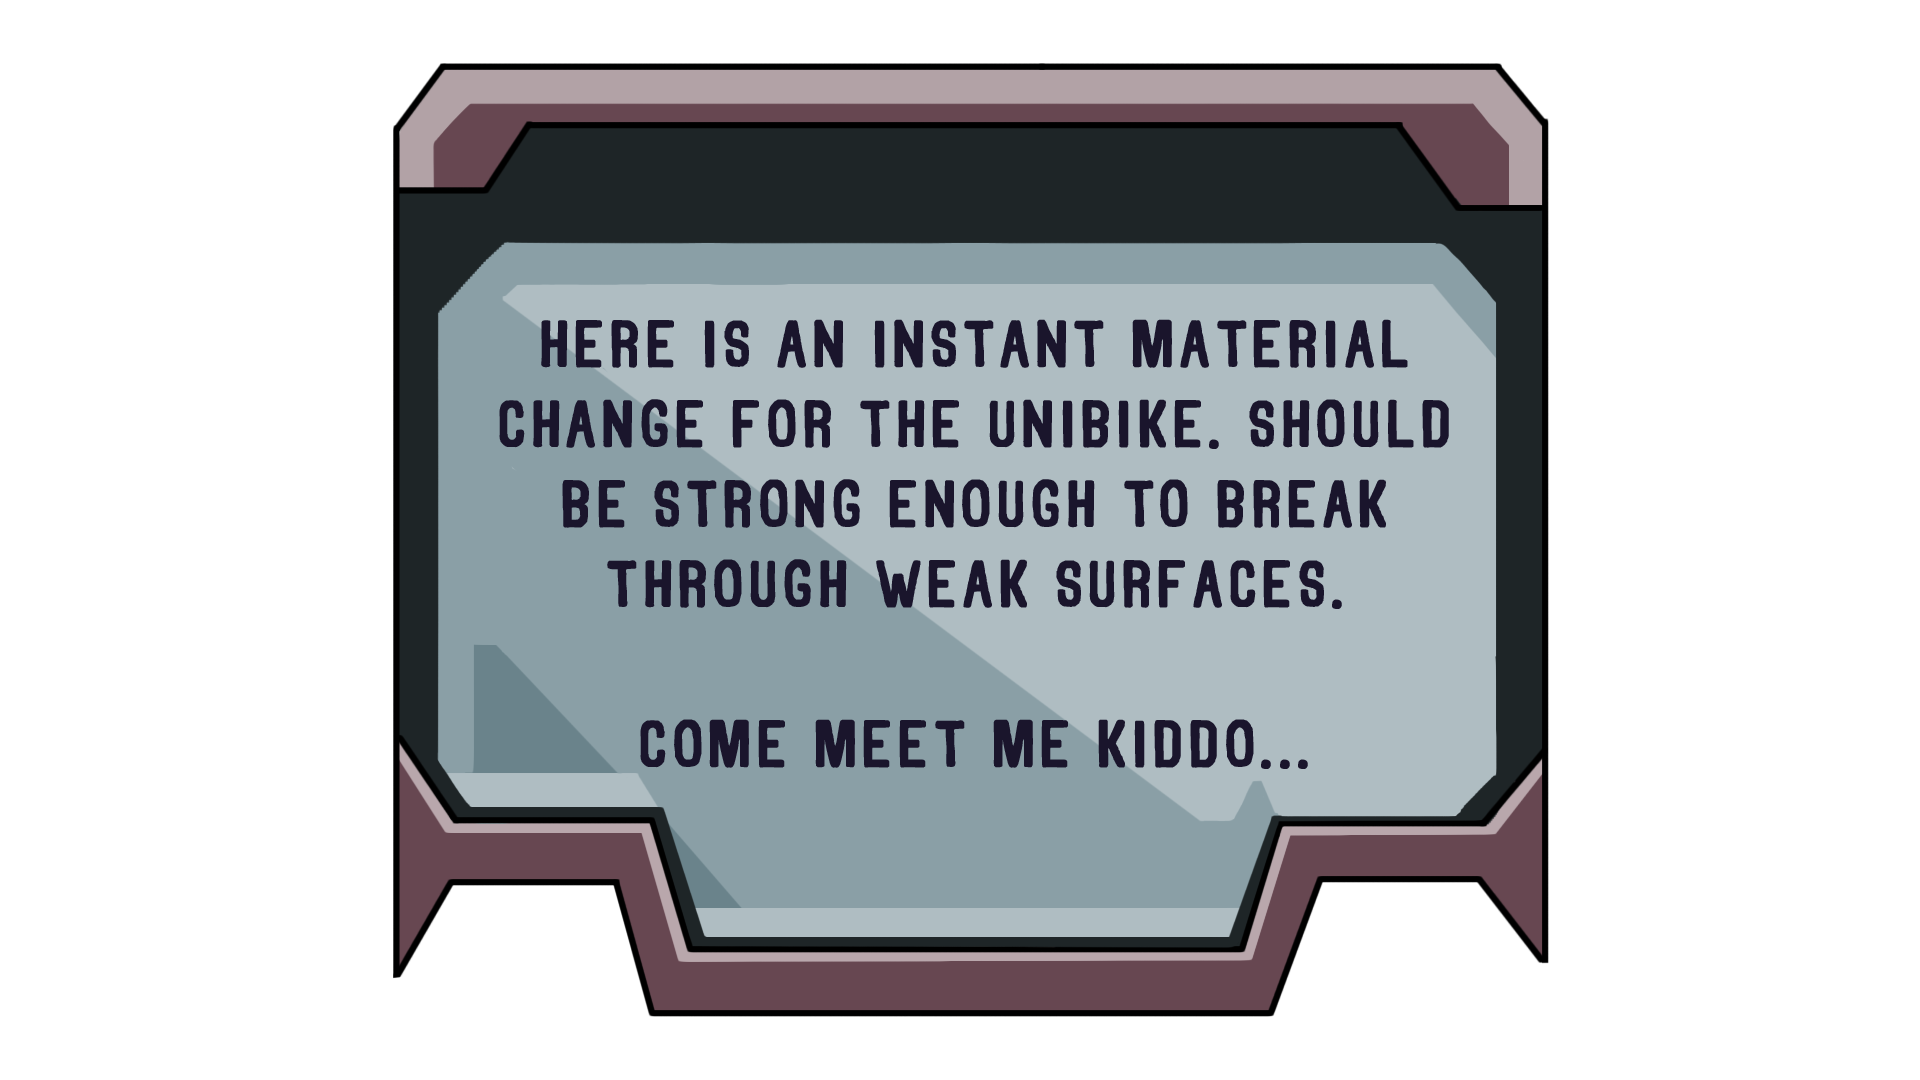 HERE IS AN INSTANT MATERIAL
CHANGE FOR THE UNIBIKE. SHOULD
BE STRONG ENOUGH TO BREAK
THROUGH WEAK SURFACES.
COME MEET ME KIDDO...